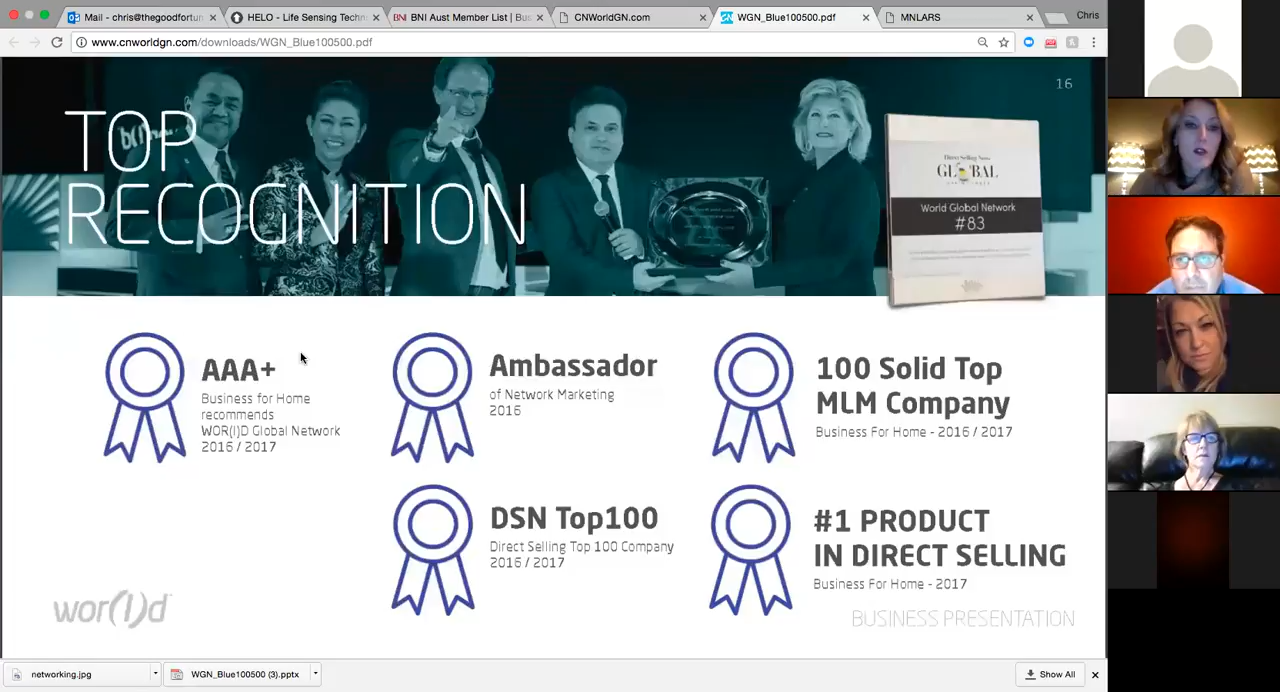 Mail - chris@thegoodfortun
HELO - Life Sensing Techn
BNI Aust Member List | Bus
CNWorldGN.com
WGN_Blue100500.pdf
MNLARS
Chris
www.cnworldgn.com/downloads/WGN_Blue100500.pdf
16
TOP
RECOGNITION
Direct Selling News
GLOBAL
World Global Network
#83
AAA+
Business for Home
recommends
WOR(I)D Global Network
2016 / 2017
Ambassador
of Network Marketing
2016
100 Solid Top
MLM Company
Business For Home - 2016 / 2017
DSN Top100
Direct Selling Top 100 Company
2016 / 2017
#1 PRODUCT
IN DIRECT SELLING
Business For Home - 2017
wor(l)d
BUSINESS PRESENTATION
networking.jpg
WGN_Blue100500 (3).pptx
Show All